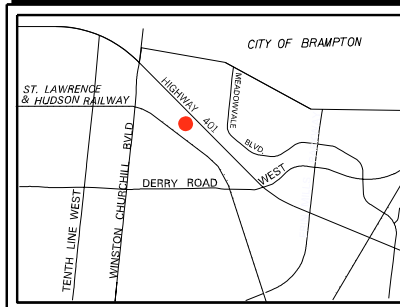 CITY OF BRAMPTON
ST. LAWRENCE
& HUDSON RAILWAY
HIGHWAY 401
MEADOWVALE
BLVD.
WINSTON CHURCHILL BVLD
DERRY ROAD
WEST
TENTH LINE WEST